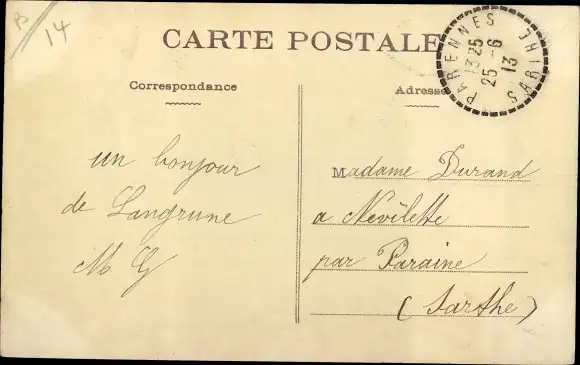 14
CARTE POSTALE
PARENNES
SARTHE
13 25
25 - 6
13
Correspondance
Adresse
un bonjour
de Langrune
M G
Madame Durand
a Nevilette
par Paraine
(Sarthe)